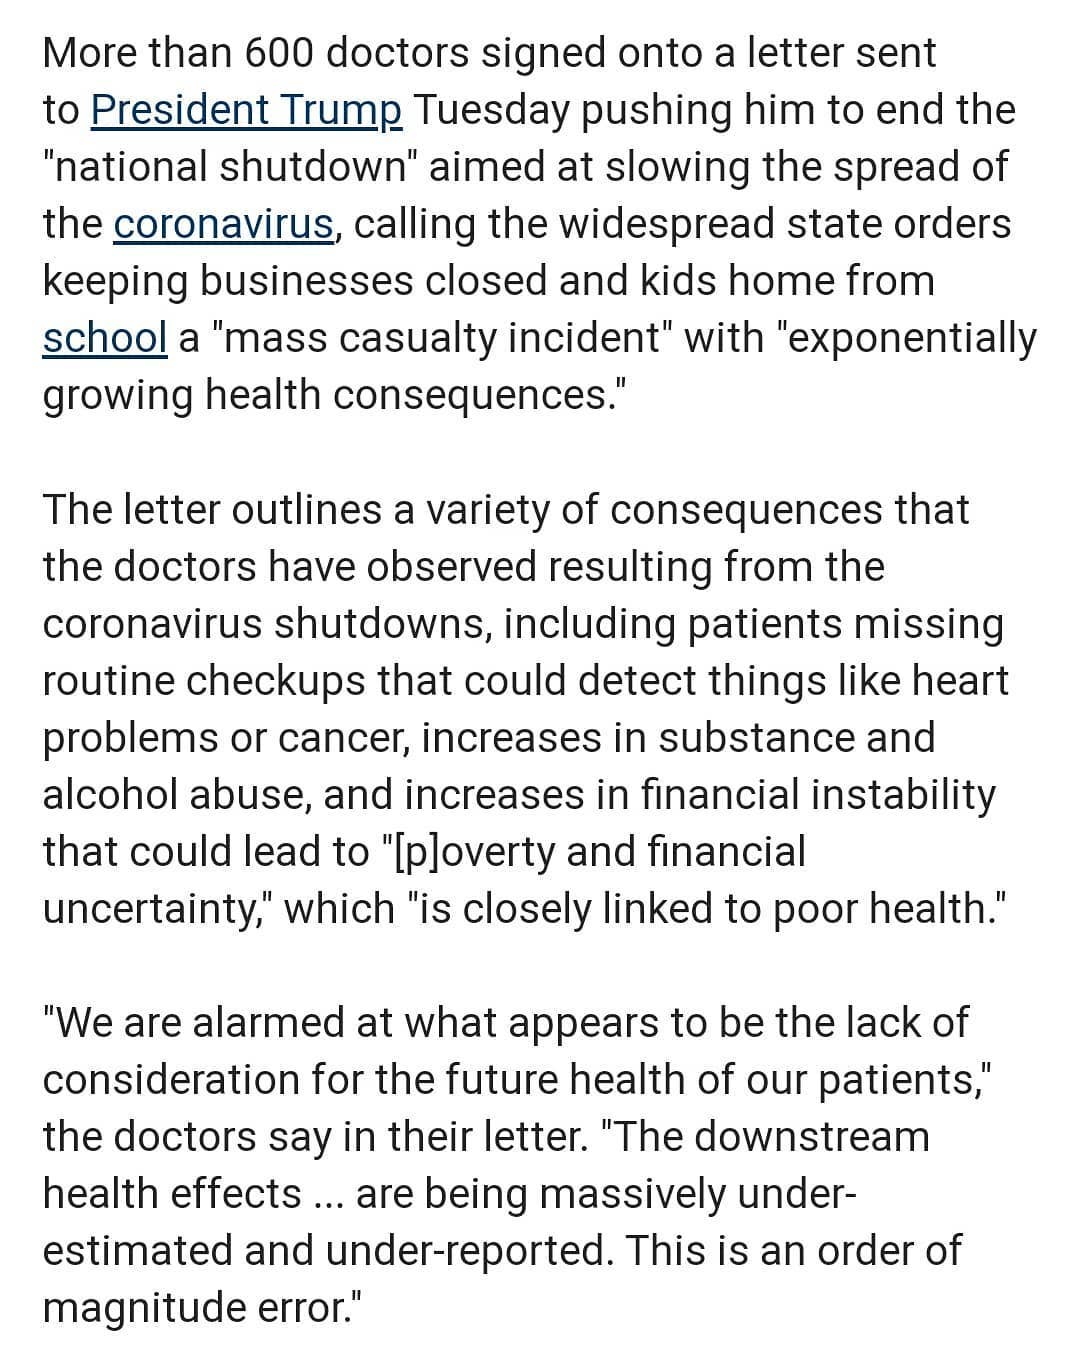 More than 600 doctors signed onto a letter sent
to President Trump Tuesday pushing him to end the
"national shutdown" aimed at slowing the spread of
the coronavirus, calling the widespread state orders
keeping businesses closed and kids home from
school a "mass casualty incident" with "exponentially
growing health consequences."
The letter outlines a variety of consequences that
the doctors have observed resulting from the
coronavirus shutdowns, including patients missing
routine checkups that could detect things like heart
problems or cancer, increases in substance and
alcohol abuse, and increases in financial instability
that could lead to "[p]overty and financial
uncertainty," which "is closely linked to poor health."
"We are alarmed at what appears to be the lack of
consideration for the future health of our patients,"
the doctors say in their letter. "The downstream
health effects ... are being massively under-
estimated and under-reported. This is an order of
magnitude error."